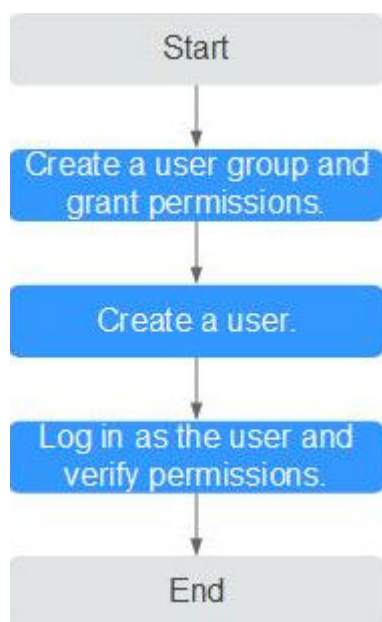 Start
Create a user group and
grant permissions.
Create a user.
Log in as the user and
verify permissions.
End